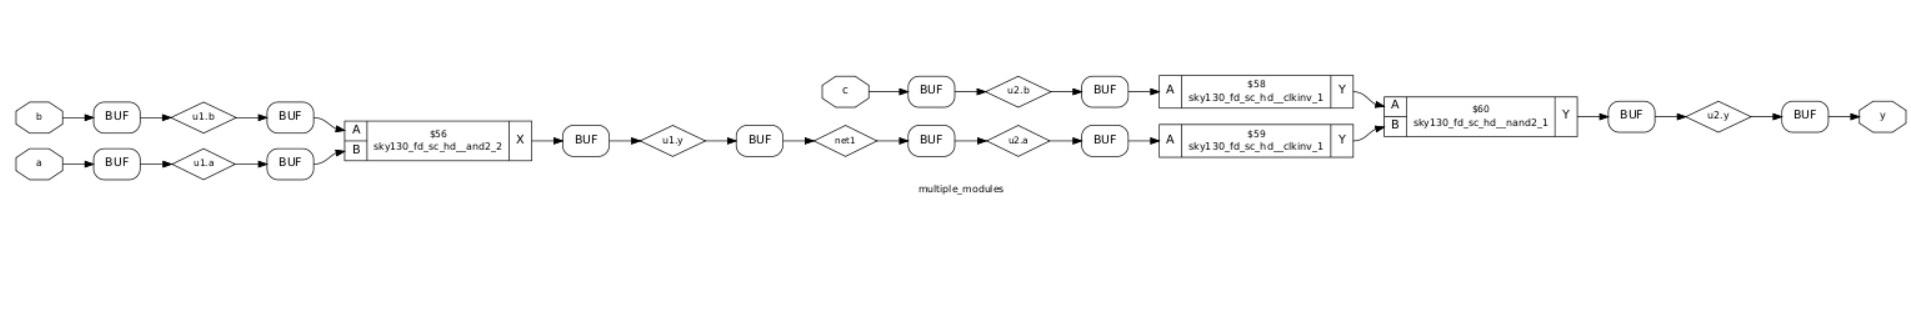 c BUF u2.b BUF A $58 Y
sky130_fd_sc_hd__clkinv_1
b BUF u1.b BUF
A $56 X
B sky130_fd_sc_hd__and2_2
a BUF u1.a BUF
BUF u1.y BUF net1 BUF u2.a BUF A $59 Y
sky130_fd_sc_hd__clkinv_1
A $60 Y
B sky130_fd_sc_hd__nand2_1
BUF u2.y BUF y
multiple_modules